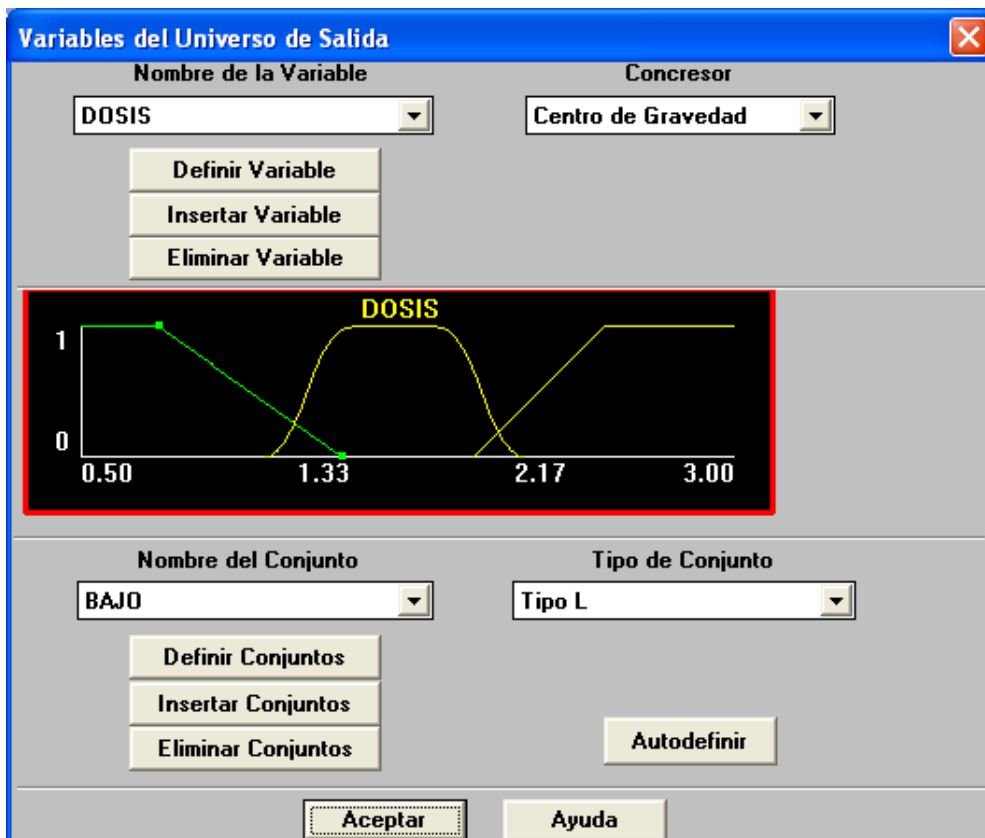 Variables del Universo de Salida
Nombre de la Variable
Concresor
DOSIS
Centro de Gravedad
Definir Variable
Insertar Variable
Eliminar Variable
DOSIS
1
0
0.50 1.33 2.17 3.00
Nombre del Conjunto
Tipo de Conjunto
BAJO
Tipo L
Definir Conjuntos
Insertar Conjuntos
Eliminar Conjuntos
Autodefinir
Aceptar
Ayuda